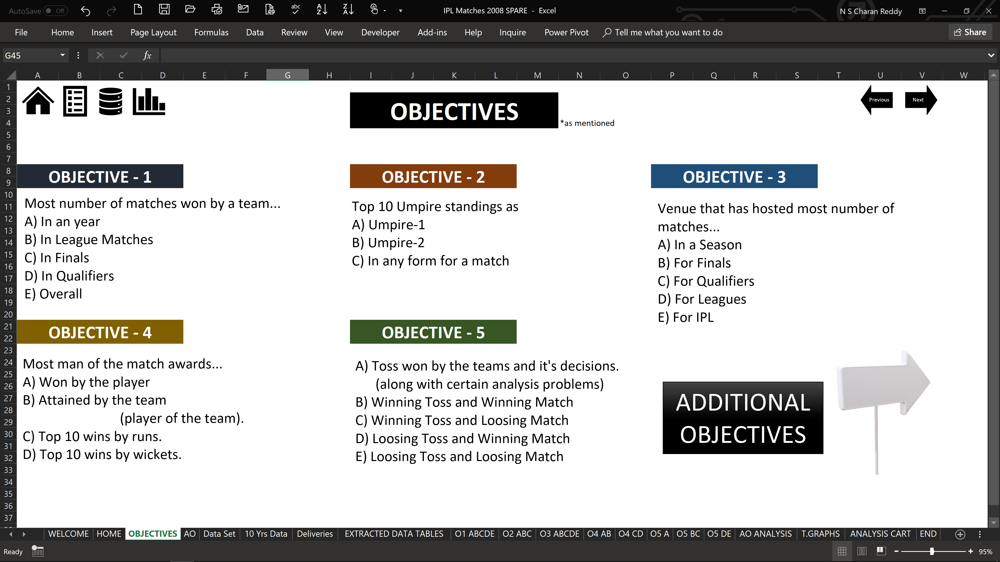 AutoSave Off
abc
A
Z
Z
A
IPL Matches 2008 SPARE - Excel
N S Charan Reddy
File Home Insert Page Layout Formulas Data Review View Developer Add-ins Help Inquire Power Pivot Tell me what you want to do Share
G45 fx
A B C D E F G H I J K L M N O P Q R S T U V W
1
2
3
4
5
6
7
8
9
10
11
12
13
14
15
16
17
18
19
20
21
22
23
24
25
26
27
28
29
30
31
32
33
34
35
36
37
OBJECTIVES
*as mentioned
Previous
Next
OBJECTIVE - 1
Most number of matches won by a team...
A) In an year
B) In League Matches
C) In Finals
D) In Qualifiers
E) Overall
OBJECTIVE - 2
Top 10 Umpire standings as
A) Umpire-1
B) Umpire-2
C) In any form for a match
OBJECTIVE - 3
Venue that has hosted most number of
matches...
A) In a Season
B) For Finals
C) For Qualifiers
D) For Leagues
E) For IPL
OBJECTIVE - 4
Most man of the match awards...
A) Won by the player
B) Attained by the team
(player of the team).
C) Top 10 wins by runs.
D) Top 10 wins by wickets.
OBJECTIVE - 5
A) Toss won by the teams and it's decisions.
(along with certain analysis problems)
B) Winning Toss and Winning Match
C) Winning Toss and Loosing Match
D) Loosing Toss and Winning Match
E) Loosing Toss and Loosing Match
ADDITIONAL
OBJECTIVES
WELCOME HOME OBJECTIVES AO Data Set 10 Yrs Data Deliveries EXTRACTED DATA TABLES O1 ABCDE O2 ABC O3 ABCDE O4 AB O4 CD O5 A O5 BC O5 DE AO ANALYSIS T.GRAPHS ANALYSIS CART END
Ready
95%